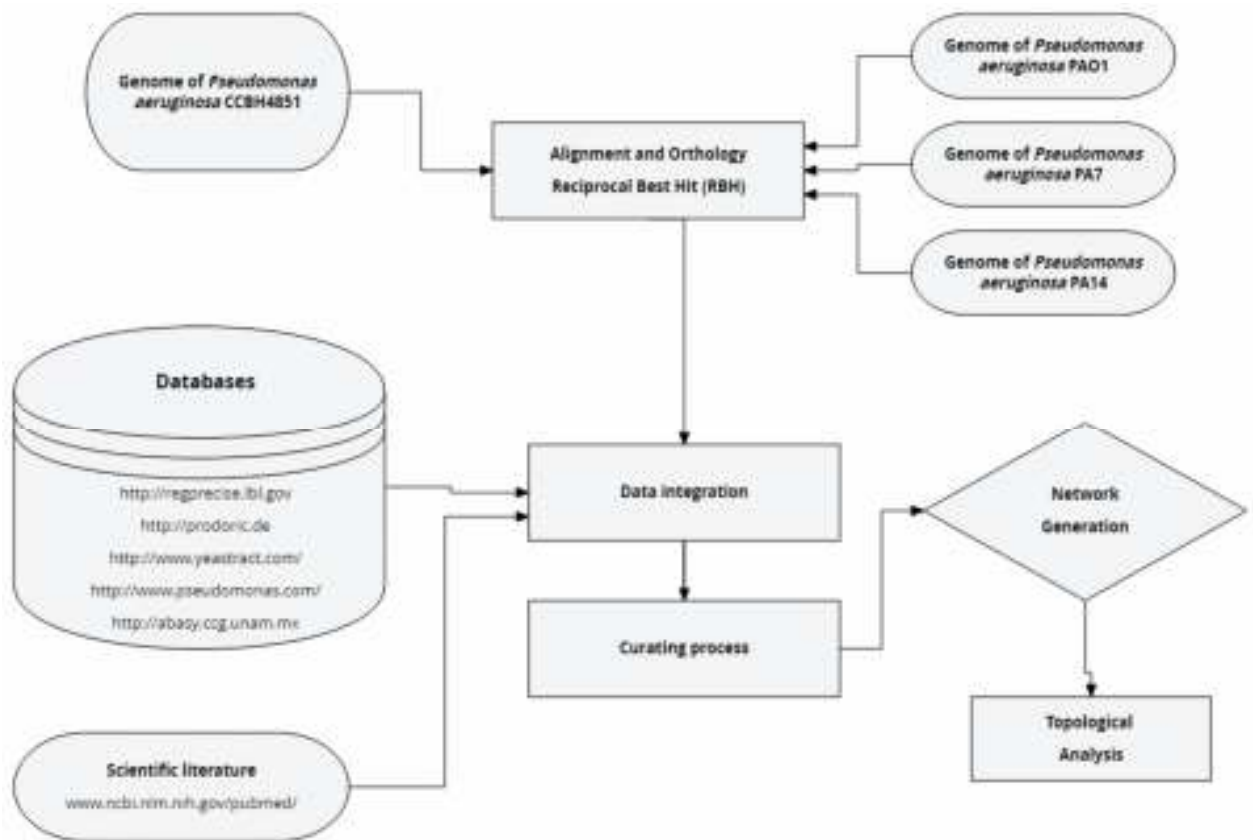 Genome of Pseudomonas
aeruginosa CCBH4851
Genome of Pseudomonas
aeruginosa PAO1
Alignment and Orthology
Reciprocal Best Hit (RBH)
Genome of Pseudomonas
aeruginosa PA7
Genome of Pseudomonas
aeruginosa PA14
Databases
http://regprecise.lbl.gov
http://prodoric.de
http://www.yeastract.com/
http://www.pseudomonas.com/
http://abasy.ccg.unam.mx
Data integration
Network
Generation
Curating process
Topological
Analysis
Scientific literature
www.ncbi.nlm.nih.gov/pubmed/